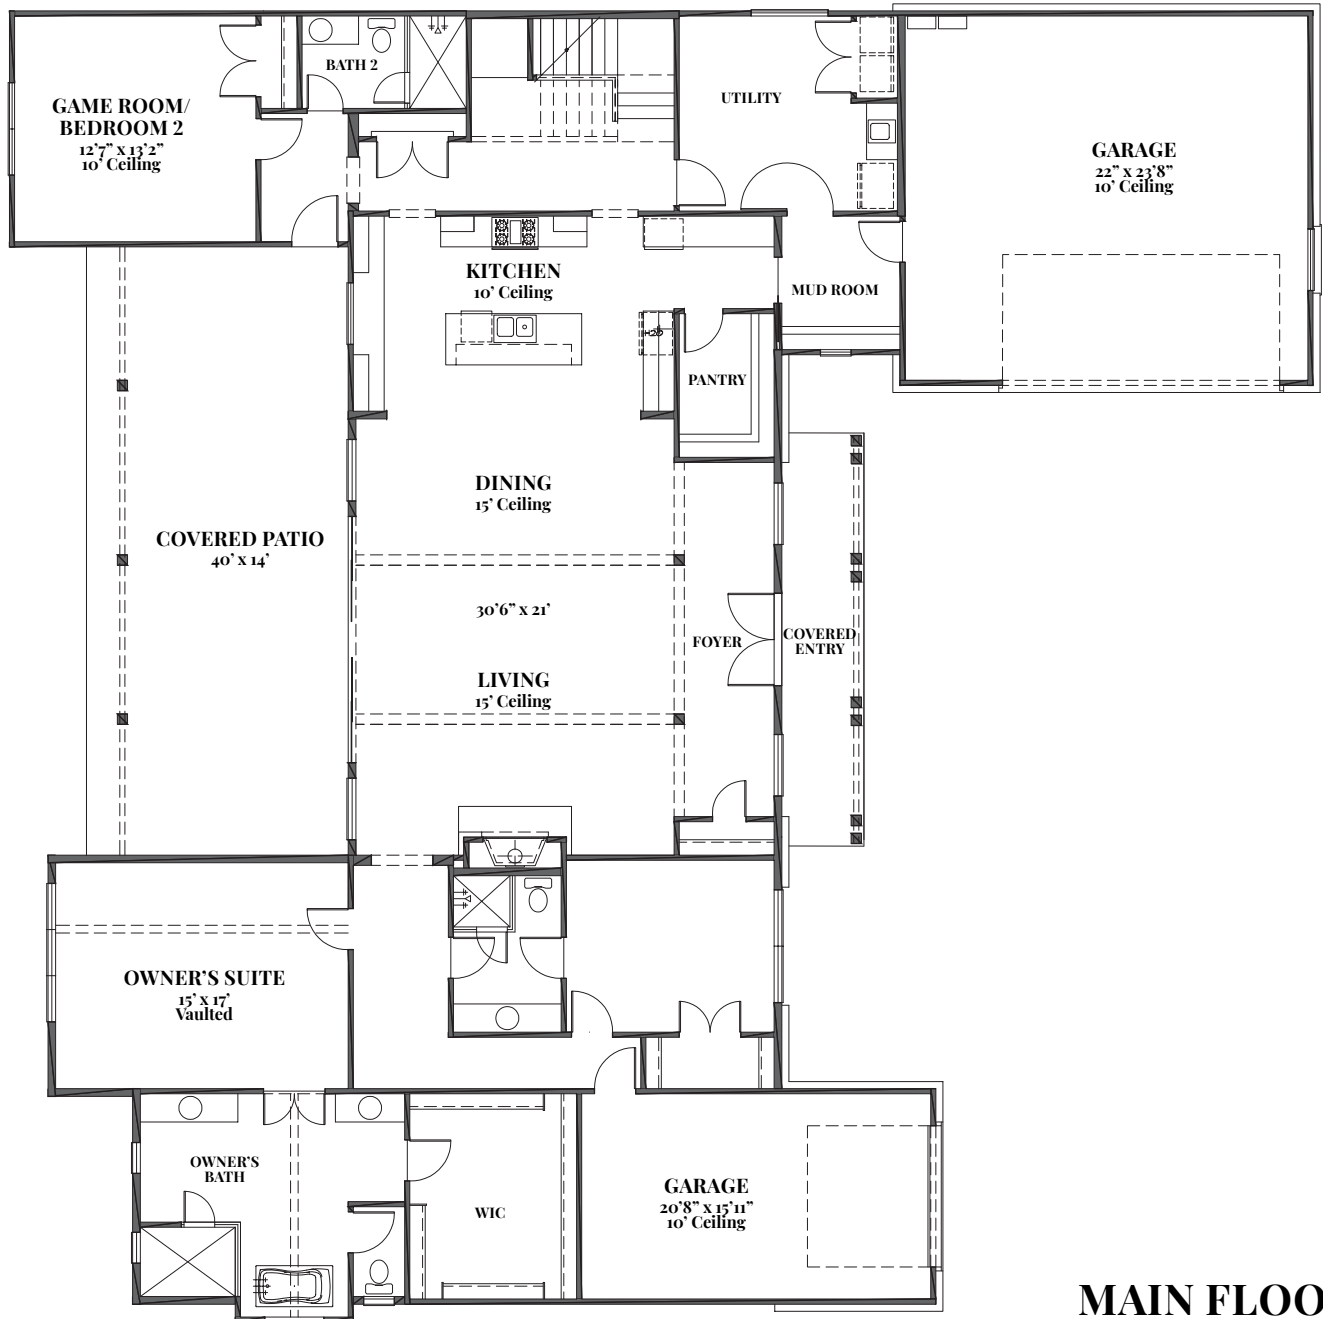 GAME ROOM/
BEDROOM 2
12’7” x 13’2”
10’ Ceiling
BATH 2
UTILITY
GARAGE
22” x 23’8”
10’ Ceiling
KITCHEN
10’ Ceiling
MUD ROOM
PANTRY
DINING
15’ Ceiling
COVERED PATIO
40’ x 14’
30’6” x 21’
FOYER
COVERED
ENTRY
LIVING
15’ Ceiling
OWNER’S SUITE
15’ x 17’
Vaulted
OWNER’S
BATH
WIC
GARAGE
20’8” x 15’11”
10’ Ceiling
MAIN FLOO